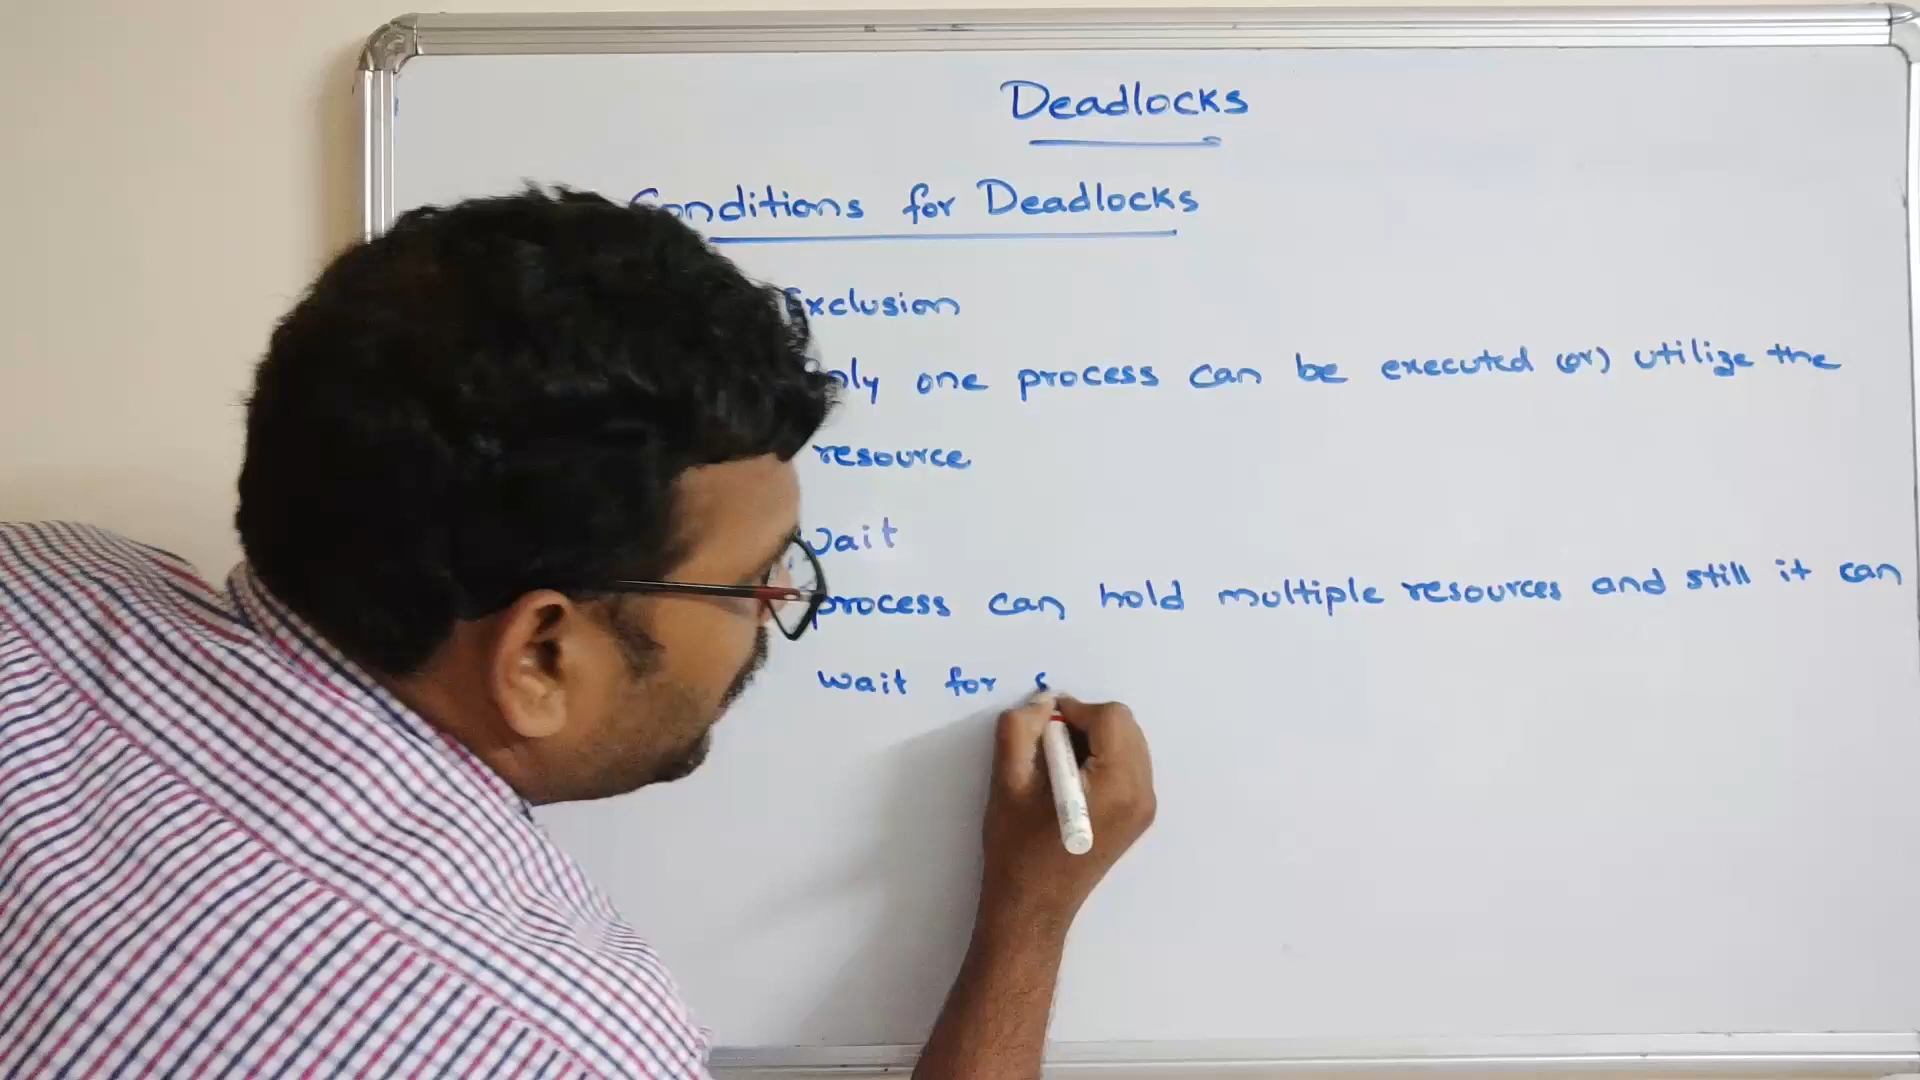 Deadlocks
Conditions for Deadlocks
Exclusion
only one process can be executed (or) utilize the
resource
Wait
process can hold multiple resources and still it can
wait for s